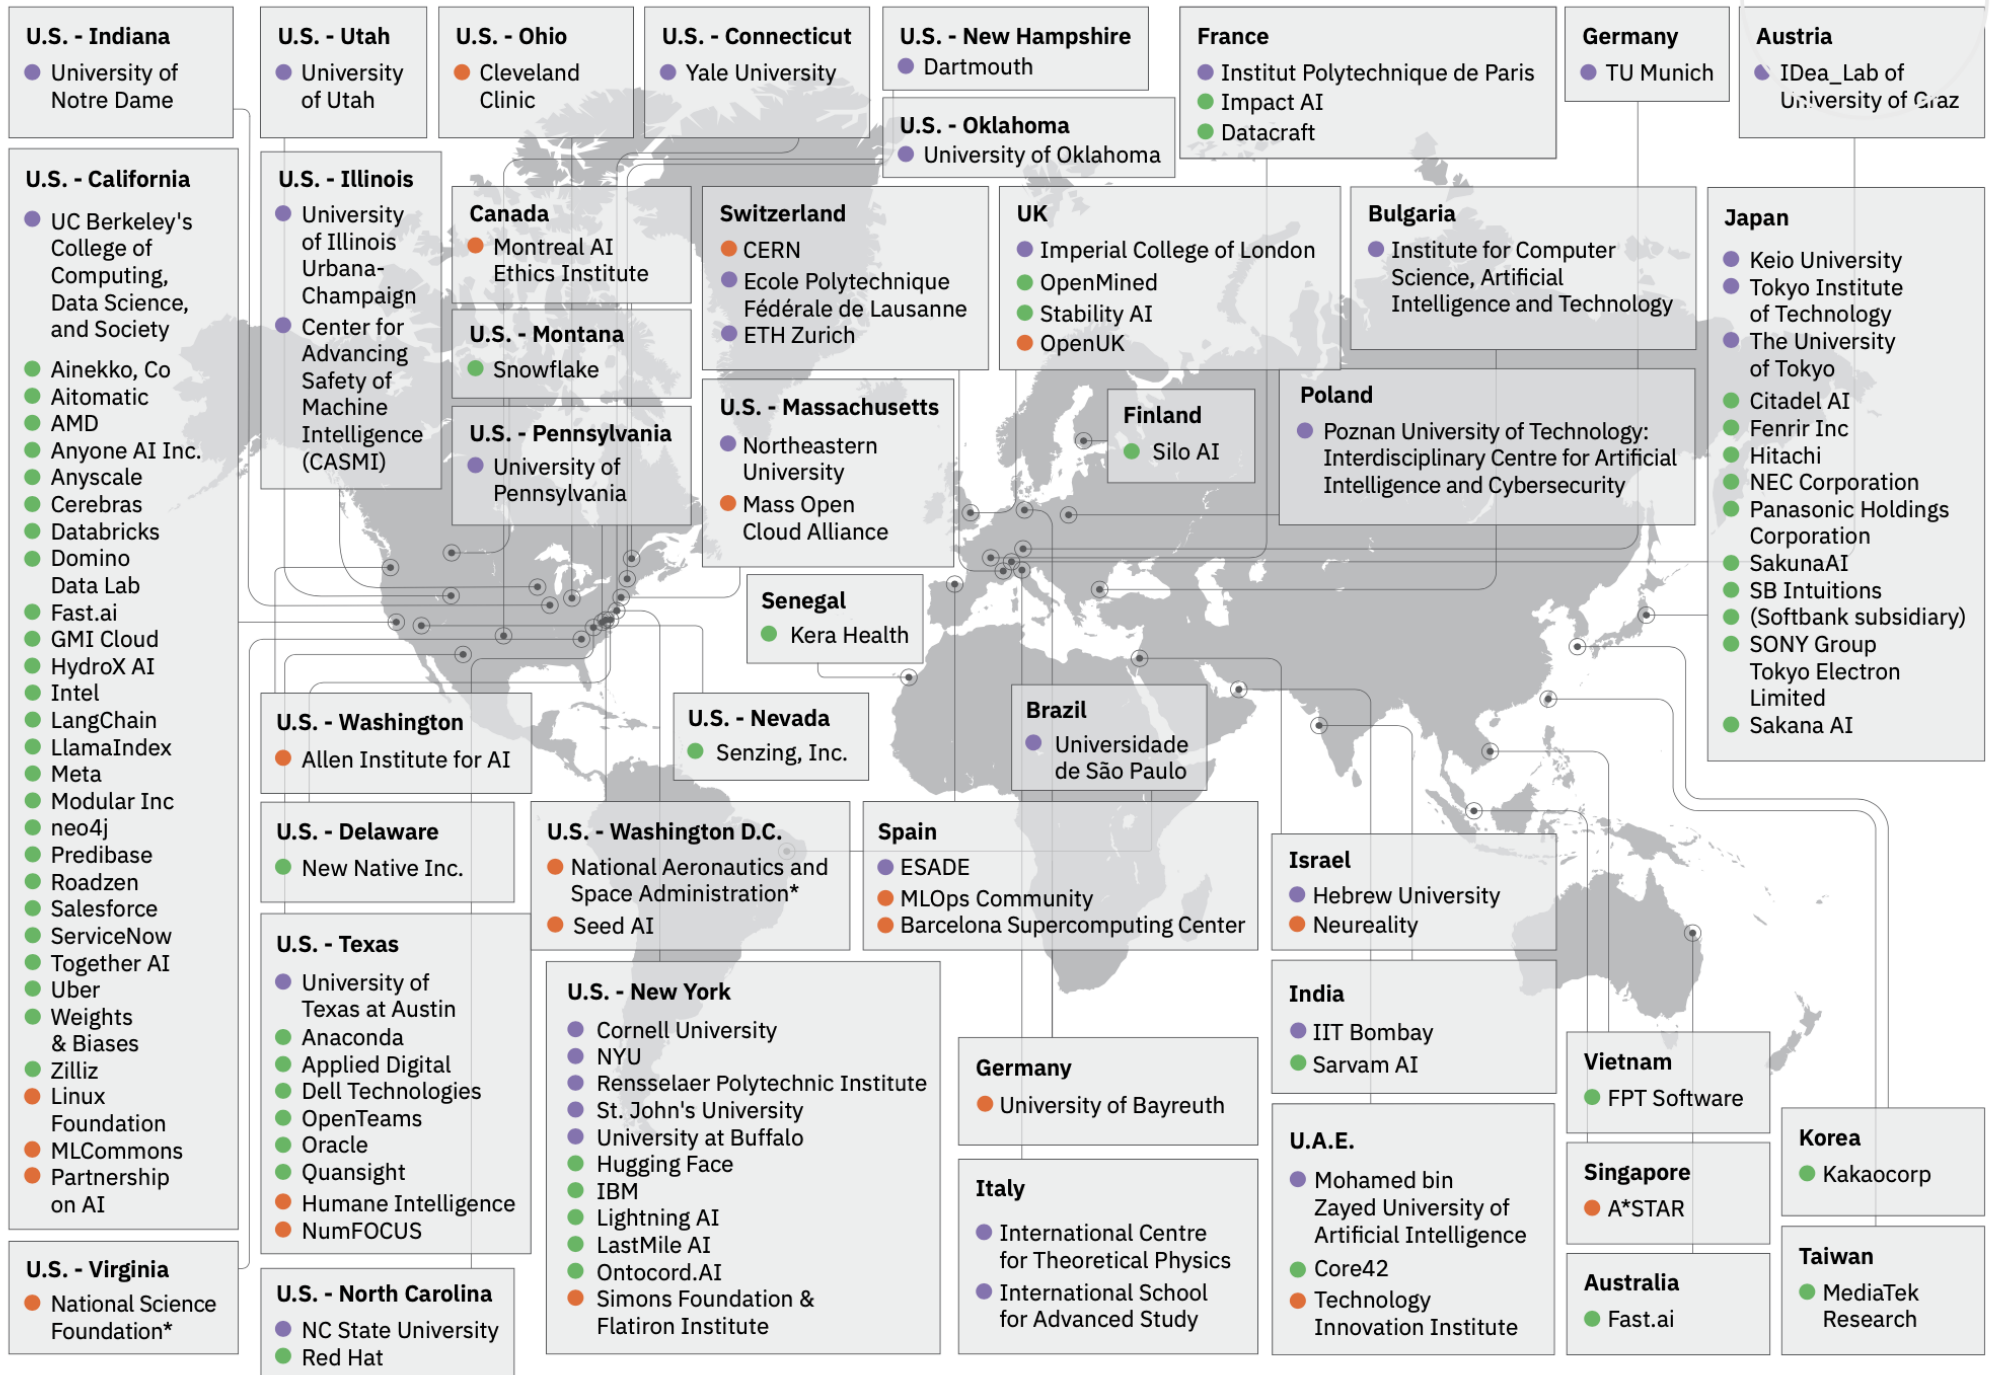 U.S. - Indiana
University of
Notre Dame
U.S. - Utah
University
of Utah
U.S. - Ohio
Cleveland
Clinic
U.S. - Connecticut
Yale University
U.S. - New Hampshire
Dartmouth
U.S. - Oklahoma
University of Oklahoma
France
Institut Polytechnique de Paris
Impact AI
Datacraft
Germany
TU Munich
Austria
IDea_Lab of
University of Graz
U.S. - California
UC Berkeley's
College of
Computing,
Data Science,
and Society
Ainekko, Co
Aitomatic
AMD
Anyone AI Inc.
Anyscale
Cerebras
Databricks
Domino
Data Lab
Fast.ai
GMI Cloud
HydroX AI
Intel
LangChain
LlamaIndex
Meta
Modular Inc
neo4j
Predibase
Roadzen
Salesforce
ServiceNow
Together AI
Uber
Weights
& Biases
Zilliz
Linux
Foundation
MLCommons
Partnership
on AI
U.S. - Illinois
University
of Illinois
Urbana-
Champaign
Center for
Advancing
Safety of
Machine
Intelligence
(CASMI)
Canada
Montreal AI
Ethics Institute
U.S. - Montana
Snowflake
U.S. - Pennsylvania
University of
Pennsylvania
Switzerland
CERN
Ecole Polytechnique
Fédérale de Lausanne
ETH Zurich
U.S. - Massachusetts
Northeastern
University
Mass Open
Cloud Alliance
UK
Imperial College of London
OpenMined
Stability AI
OpenUK
Bulgaria
Institute for Computer
Science, Artificial
Intelligence and Technology
Finland
Silo AI
Poland
Poznan University of Technology:
Interdisciplinary Centre for Artificial
Intelligence and Cybersecurity
Japan
Keio University
Tokyo Institute
of Technology
The University
of Tokyo
Citadel AI
Fenrir Inc
Hitachi
NEC Corporation
Panasonic Holdings
Corporation
SakunaAI
SB Intuitions
(Softbank subsidiary)
SONY Group
Tokyo Electron
Limited
Sakana AI
Senegal
Kera Health
U.S. - Washington
Allen Institute for AI
U.S. - Nevada
Senzing, Inc.
Brazil
Universidade
de São Paulo
U.S. - Delaware
New Native Inc.
U.S. - Washington D.C.
National Aeronautics and
Space Administration*
Seed AI
Spain
ESADE
MLOps Community
Barcelona Supercomputing Center
Israel
Hebrew University
Neureality
U.S. - Texas
University of
Texas at Austin
Anaconda
Applied Digital
Dell Technologies
OpenTeams
Oracle
Quansight
Humane Intelligence
NumFOCUS
U.S. - New York
Cornell University
NYU
Rensselaer Polytechnic Institute
St. John's University
University at Buffalo
Hugging Face
IBM
Lightning AI
LastMile AI
Ontocord.AI
Simons Foundation &
Flatiron Institute
Germany
University of Bayreuth
Italy
International Centre
for Theoretical Physics
International School
for Advanced Study
India
IIT Bombay
Sarvam AI
U.A.E.
Mohamed bin
Zayed University of
Artificial Intelligence
Core42
Technology
Innovation Institute
Vietnam
FPT Software
Singapore
A*STAR
Australia
Fast.ai
Korea
Kakaocorp
Taiwan
MediaTek
Research
U.S. - Virginia
National Science
Foundation*
U.S. - North Carolina
NC State University
Red Hat